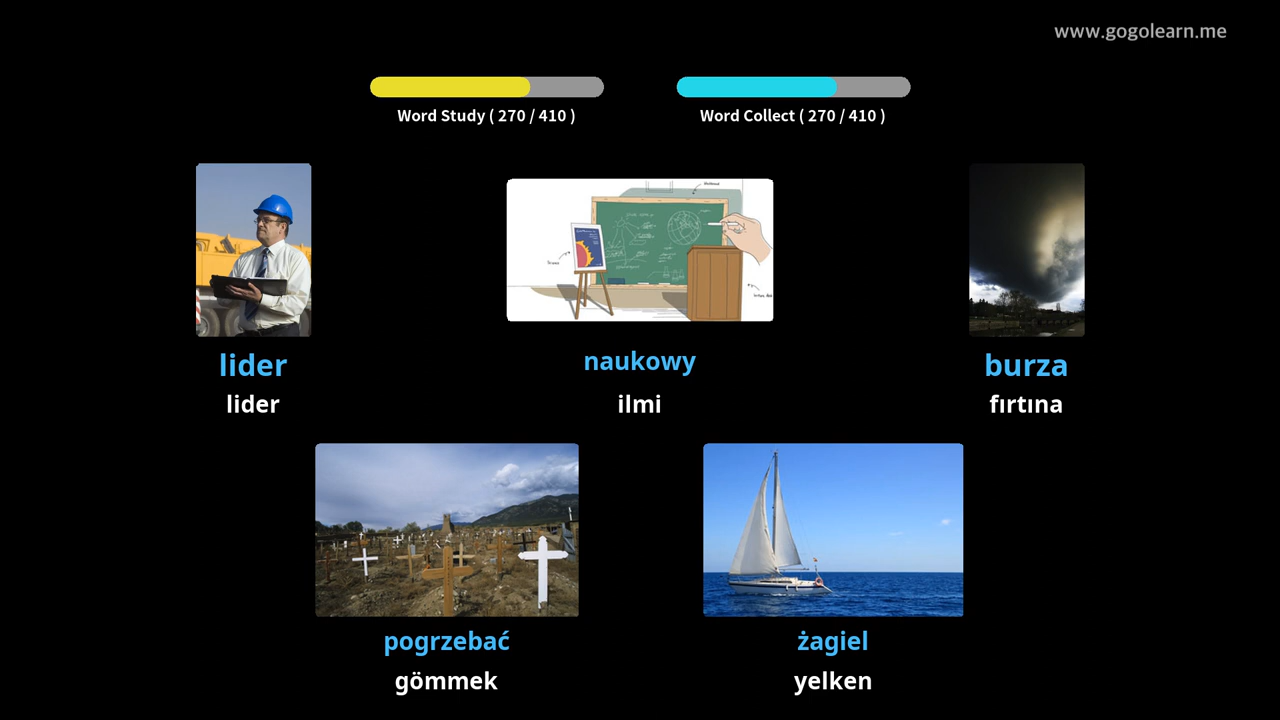 www.gogolearn.me
Word Study ( 270 / 410 )
Word Collect ( 270 / 410 )
lider
naukowy
burza
lider
ilmi
fırtına
pogrzebać
żagiel
gömmek
yelken